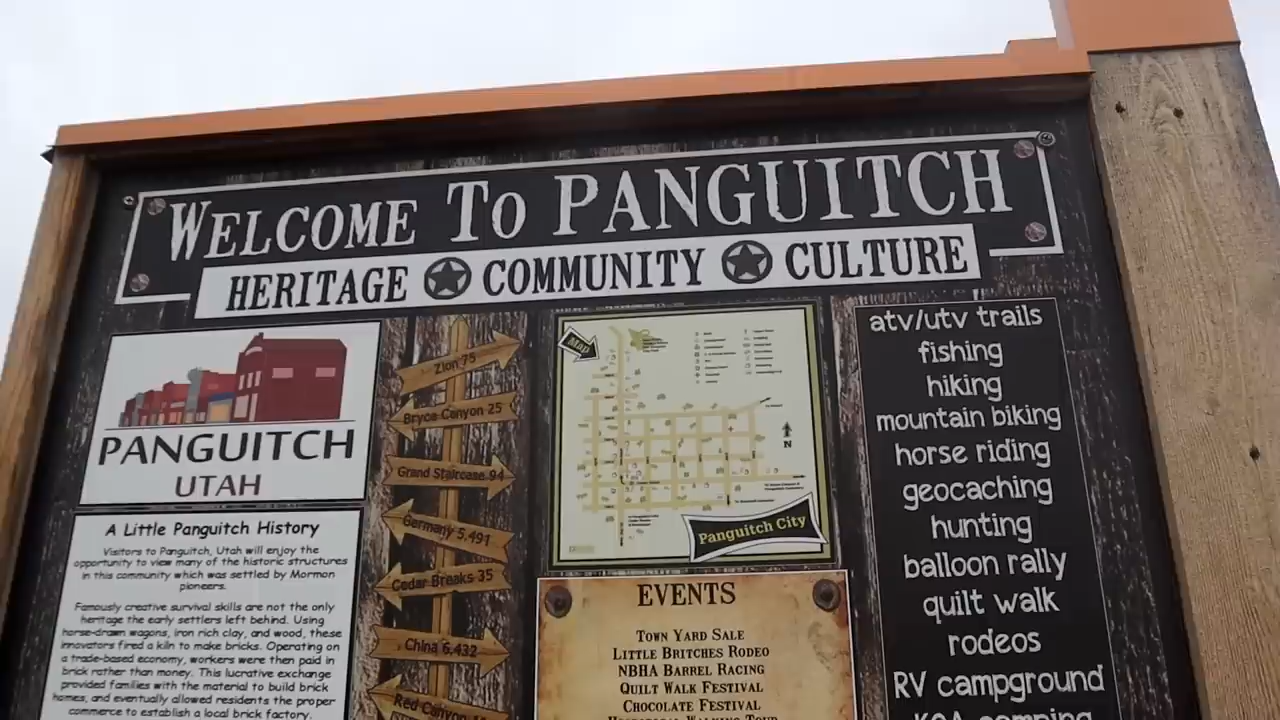 WELCOME TO PANGUITCH
HERITAGE COMMUNITY CULTURE
PANGUITCH
UTAH
A Little Panguitch History
Visitors to Panguitch, Utah will enjoy the
opportunity to view many of the historic structures
in this community which was settled by Mormon
pioneers.
Famously creative survival skills are not the only
heritage the early settlers left behind. Using
horse-drawn wagons, iron rich clay, and wood, these
innovators fired a kiln to make bricks. Operating on
a trade-based economy, workers were then paid in
brick rather than money. This lucrative exchange
provided families with the material to build brick
homes, and eventually allowed residents the proper
commerce to establish a local brick factory.
Zion 75
Bryce Canyon 25
Grand Staircase 94
Germany 5,491
Cedar Breaks 35
China 6,432
Red Canyon
Map
N
Panguitch City
EVENTS
TOWN YARD SALE
LITTLE BRITCHES RODEO
NBHA BARREL RACING
QUILT WALK FESTIVAL
CHOCOLATE FESTIVAL
atv/utv trails
fishing
hiking
mountain biking
horse riding
geocaching
hunting
balloon rally
quilt walk
rodeos
RV campground
KOA camping